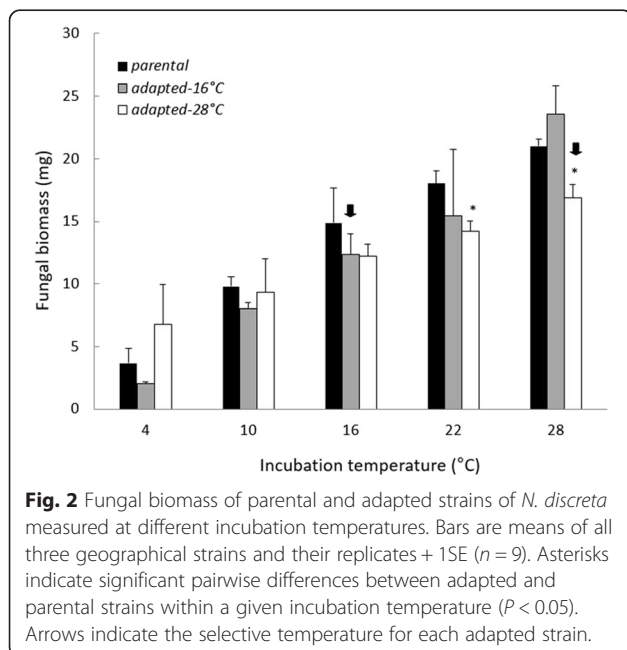 30
25
20
15
10
5
0
Fungal biomass (mg)
parental
adapted-16°C
adapted-28°C
*
*
4 10 16 22 28
Incubation temperature (°C)
Fig. 2 Fungal biomass of parental and adapted strains of N. discreta
measured at different incubation temperatures. Bars are means of all
three geographical strains and their replicates + 1SE (n = 9). Asterisks
indicate significant pairwise differences between adapted and
parental strains within a given incubation temperature (P < 0.05).
Arrows indicate the selective temperature for each adapted strain.